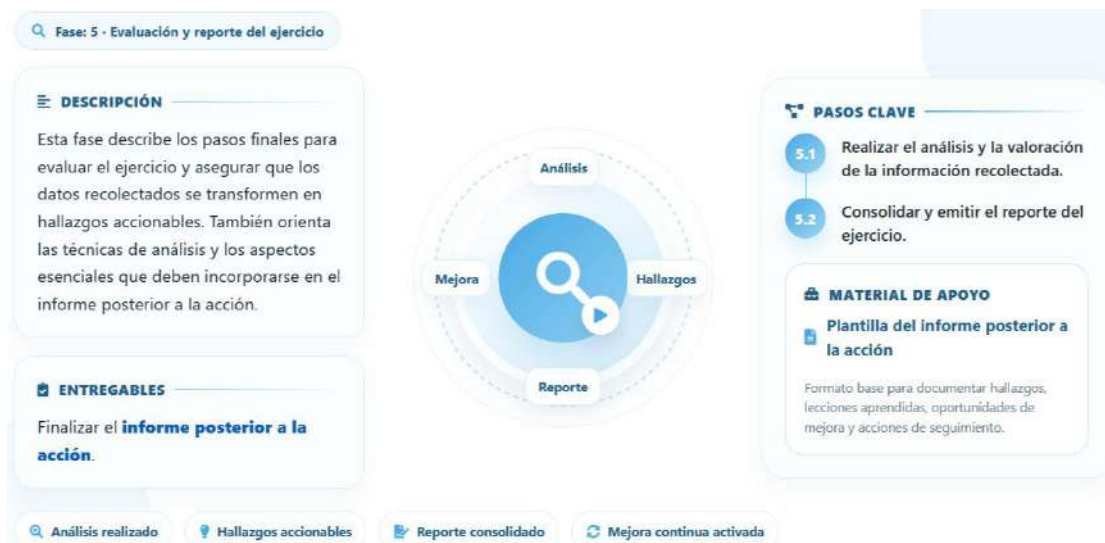 Fase: 5 - Evaluación y reporte del ejercicio
DESCRIPCIÓN
Esta fase describe los pasos finales para
evaluar el ejercicio y asegurar que los
datos recolectados se transformen en
hallazgos accionables. También orienta
las técnicas de análisis y los aspectos
esenciales que deben incorporarse en el
informe posterior a la acción.
ENTREGABLES
Finalizar el informe posterior a la
acción.
Análisis
Mejora
Hallazgos
Reporte
PASOS CLAVE
5.1
Realizar el análisis y la valoración
de la información recolectada.
5.2
Consolidar y emitir el reporte del
ejercicio.
MATERIAL DE APOYO
Plantilla del informe posterior a
la acción
Formato base para documentar hallazgos,
lecciones aprendidas, oportunidades de
mejora y acciones de seguimiento.
Análisis realizado
Hallazgos accionables
Reporte consolidado
Mejora continua activada